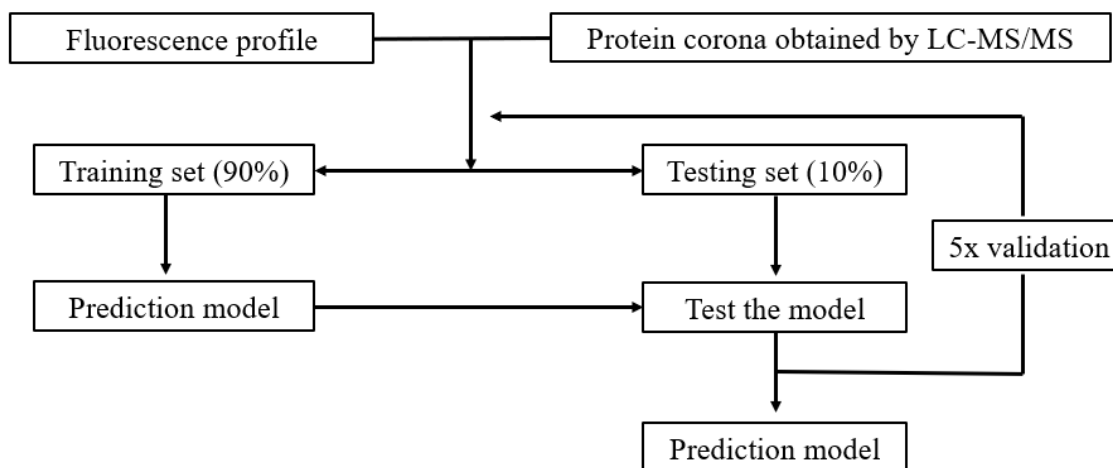 Fluorescence profile
Protein corona obtained by LC-MS/MS
Training set (90%)
Testing set (10%)
5x validation
Prediction model
Test the model
Prediction model